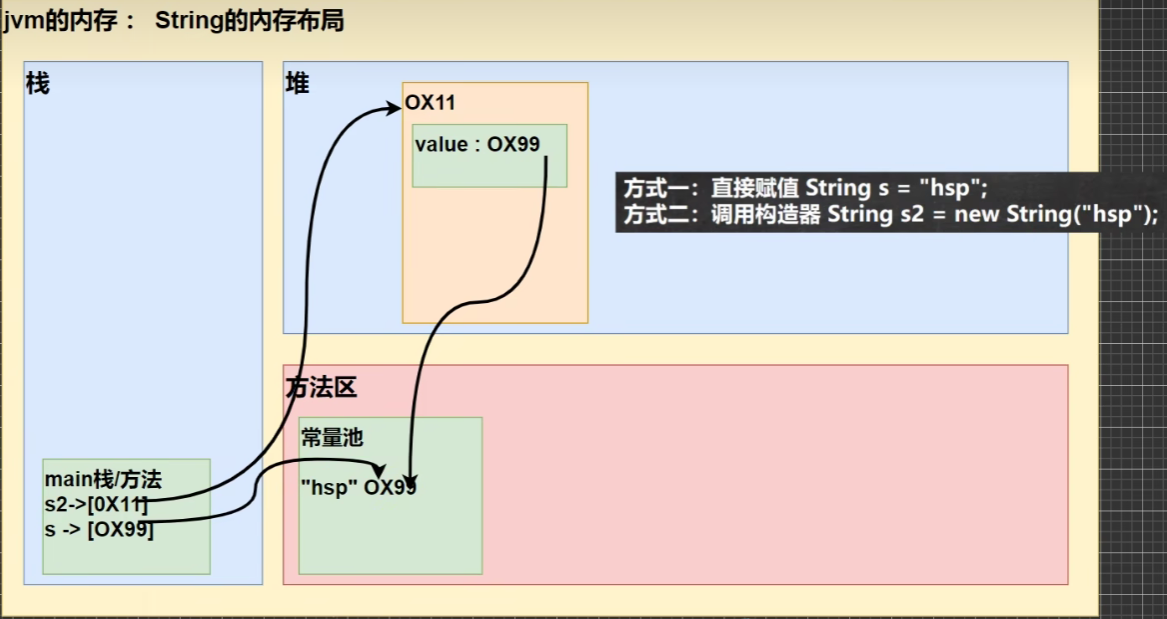 jvm的内存： String的内存布局
栈
堆
OX11
value : OX99
方式一：直接赋值 String s = "hsp";
方式二：调用构造器 String s2 = new String("hsp");
方法区
常量池
"hsp" OX99
main栈/方法
s2->[0X11]
s -> [OX99]